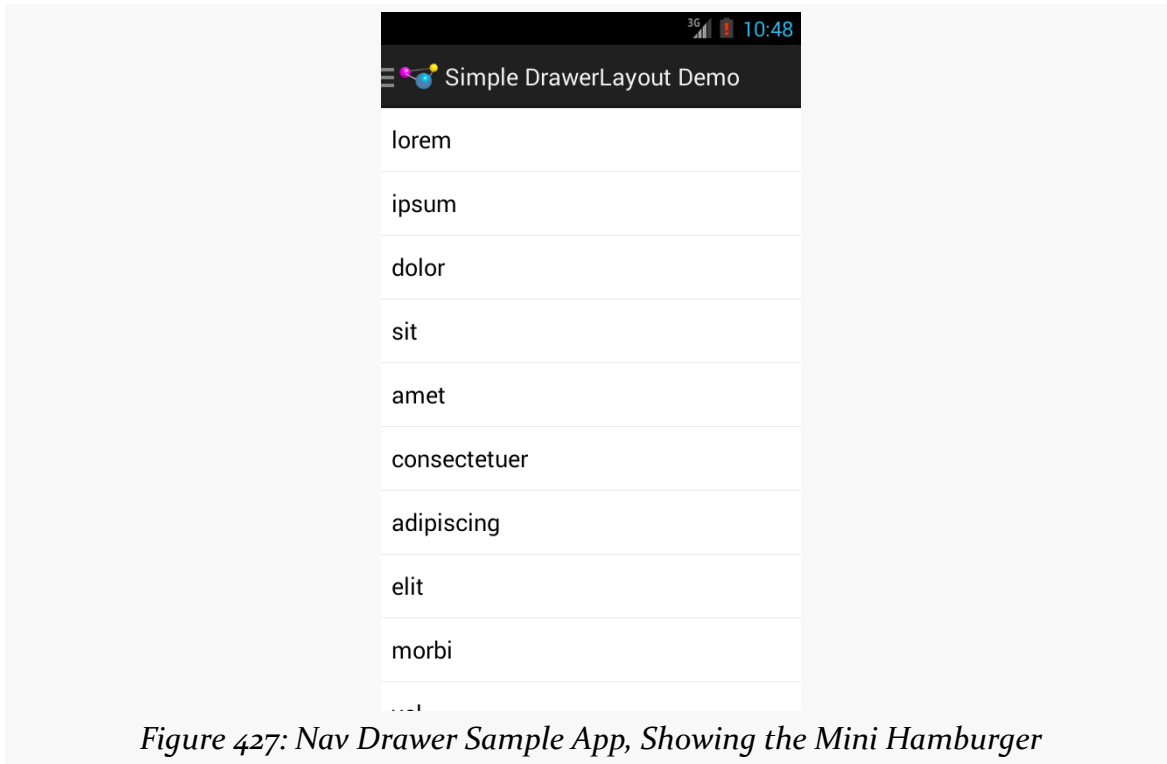 3G 10:48
Simple DrawerLayout Demo
lorem
ipsum
dolor
sit
amet
consectetuer
adipiscing
elit
morbi
Figure 427: Nav Drawer Sample App, Showing the Mini Hamburger